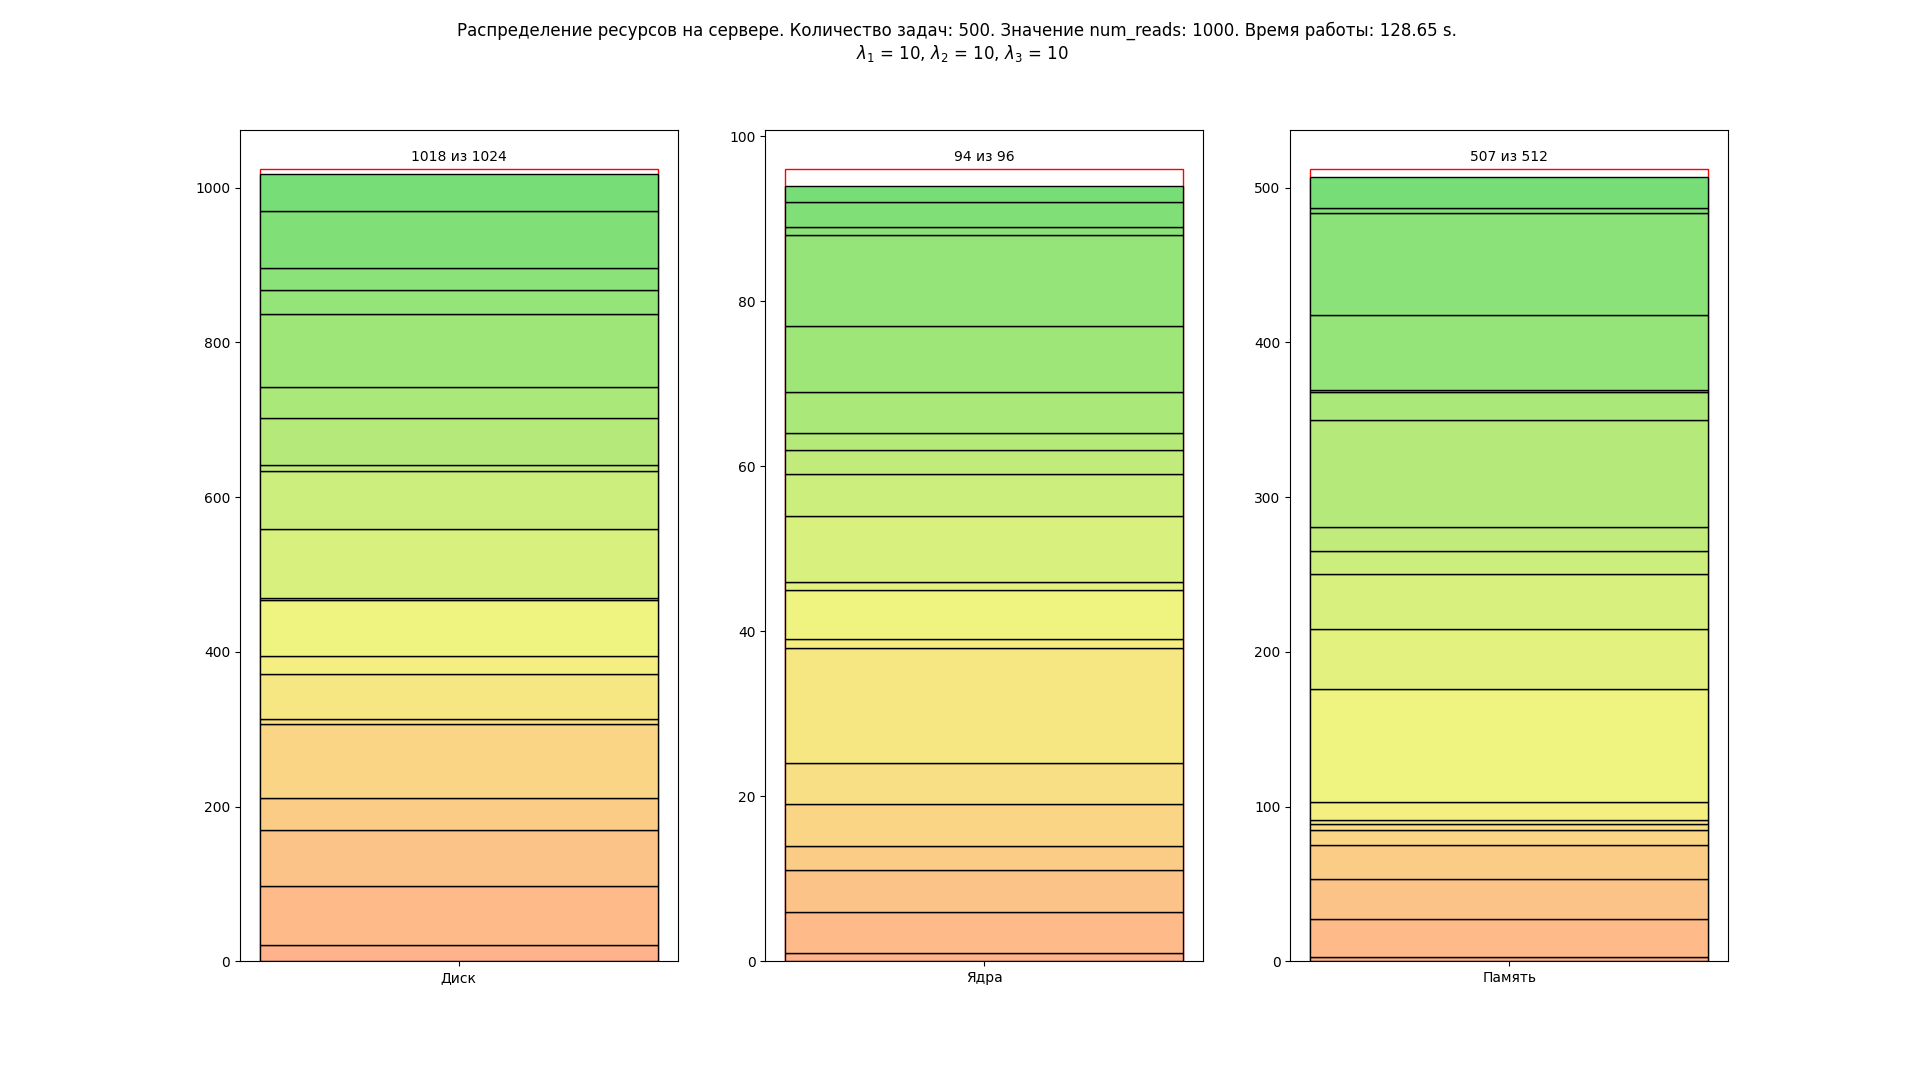 Распределение ресурсов на сервере. Количество задач: 500. Значение num_reads: 1000. Время работы: 128.65 s.
λ₁ = 10, λ₂ = 10, λ₃ = 10
1018 из 1024
1000
800
600
400
200
0
Диск
94 из 96
100
80
60
40
20
0
Ядра
507 из 512
500
400
300
200
100
0
Память